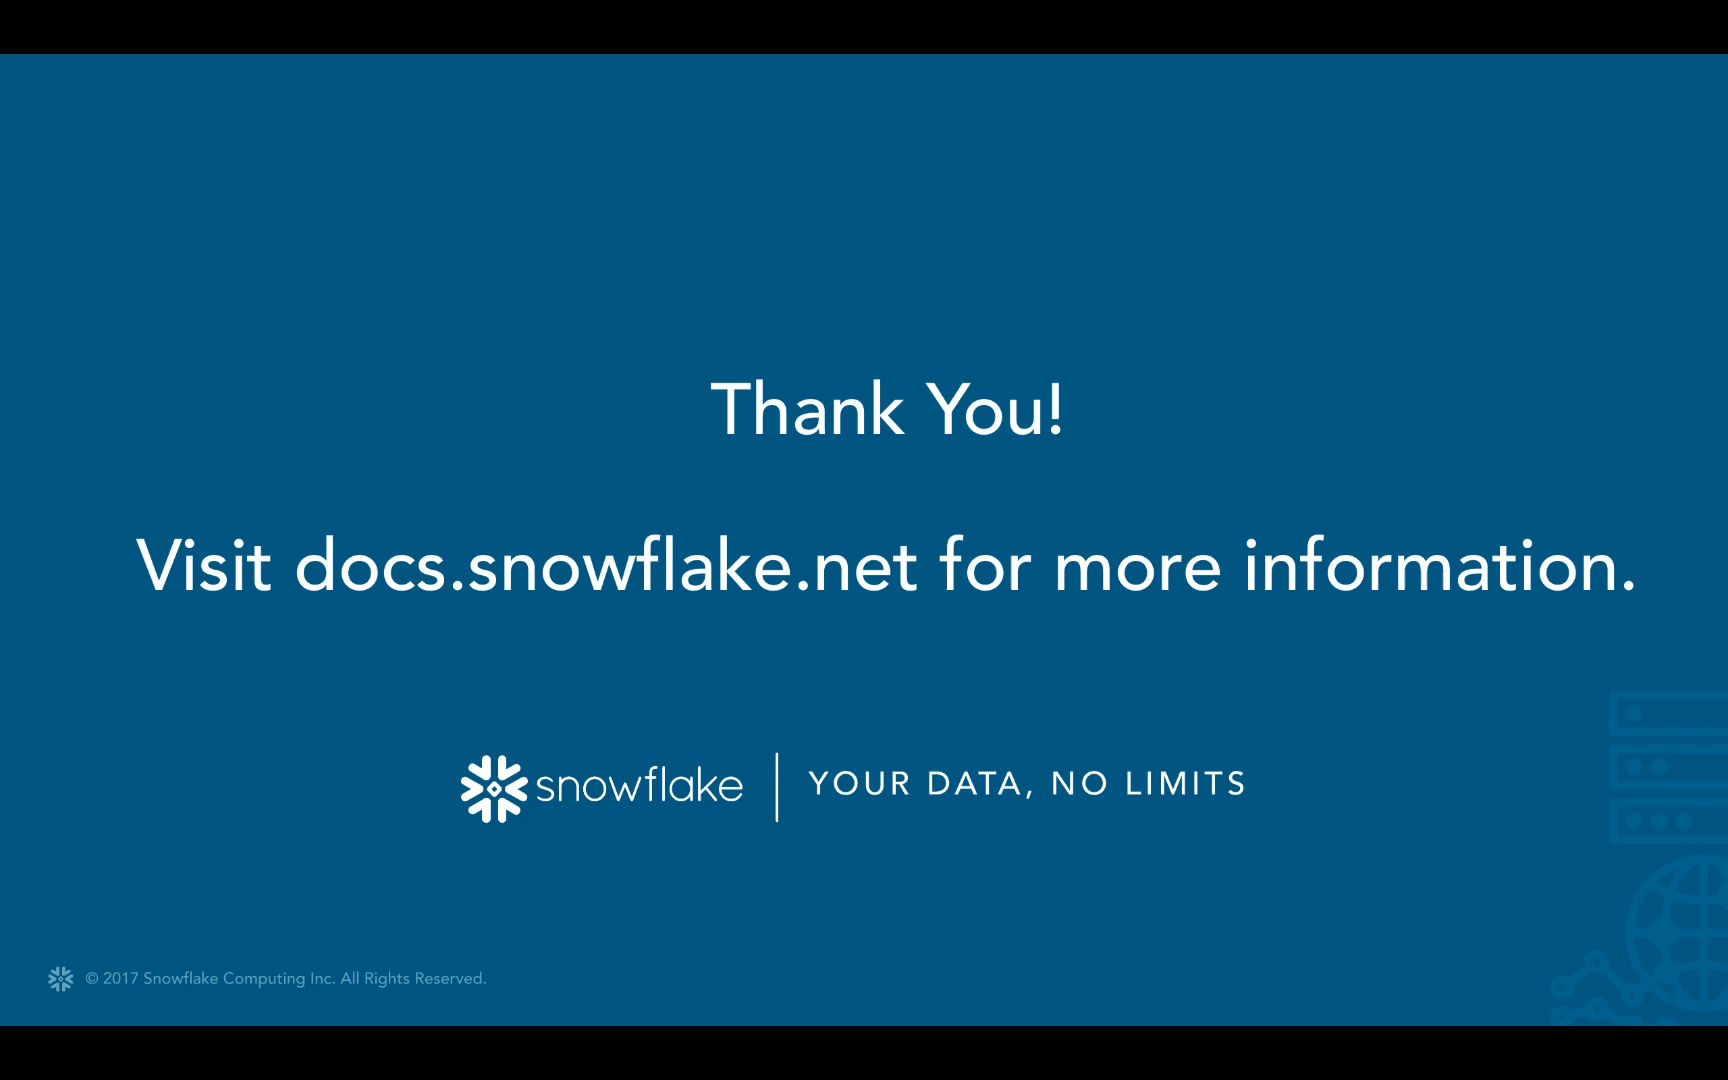 Thank You!
Visit docs.snowflake.net for more information.
snowflake | YOUR DATA, NO LIMITS
© 2017 Snowflake Computing Inc. All Rights Reserved.